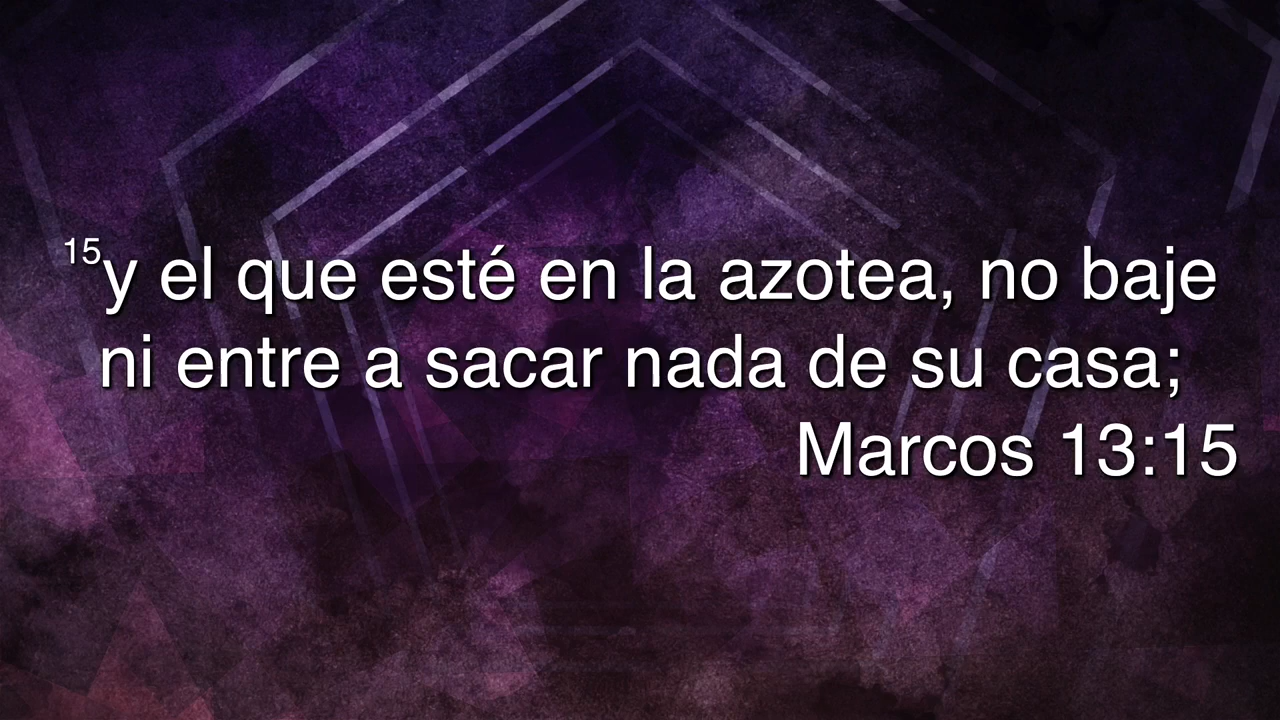 15y el que esté en la azotea, no baje
ni entre a sacar nada de su casa;
Marcos 13:15